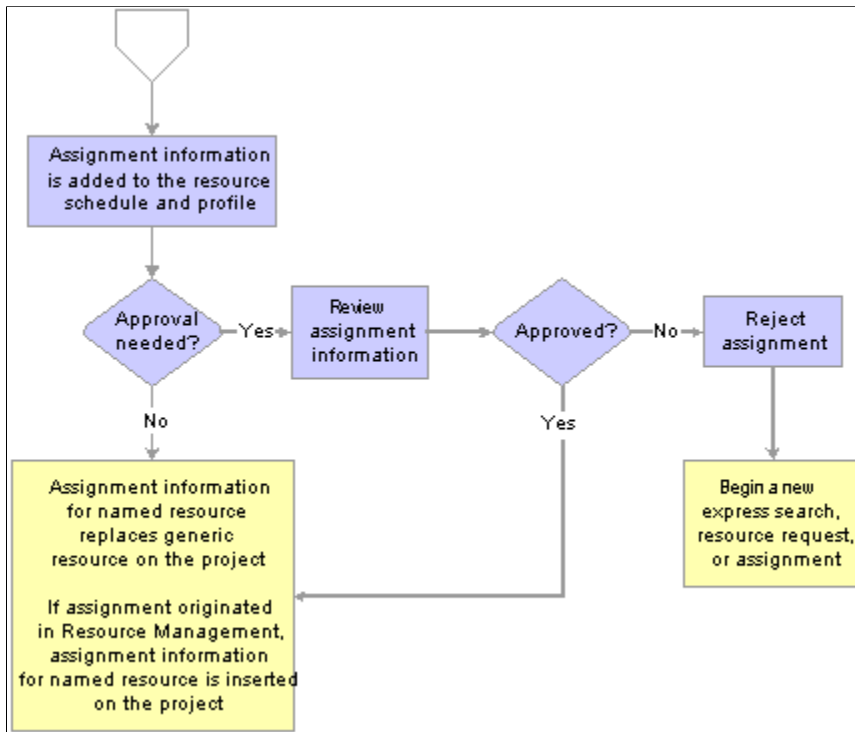 Assignment information
is added to the resource
schedule and profile
Approval
needed?
Yes
Review
assignment
information
Approved?
No
Reject
assignment
No
Yes
Assignment information
for named resource
replaces generic
resource on the project
If assignment originated
in Resource Management,
assignment information
for named resource is inserted
on the project
Begin a new
express search,
resource request,
or assignment